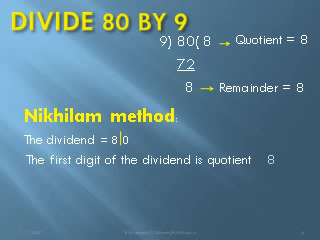 DIVIDE 80 BY 9
9) 80( 8 → Quotient = 8
72
8 → Remainder = 8
Nikhilam method:
The dividend = 8|0
The first digit of the dividend is quotient 8